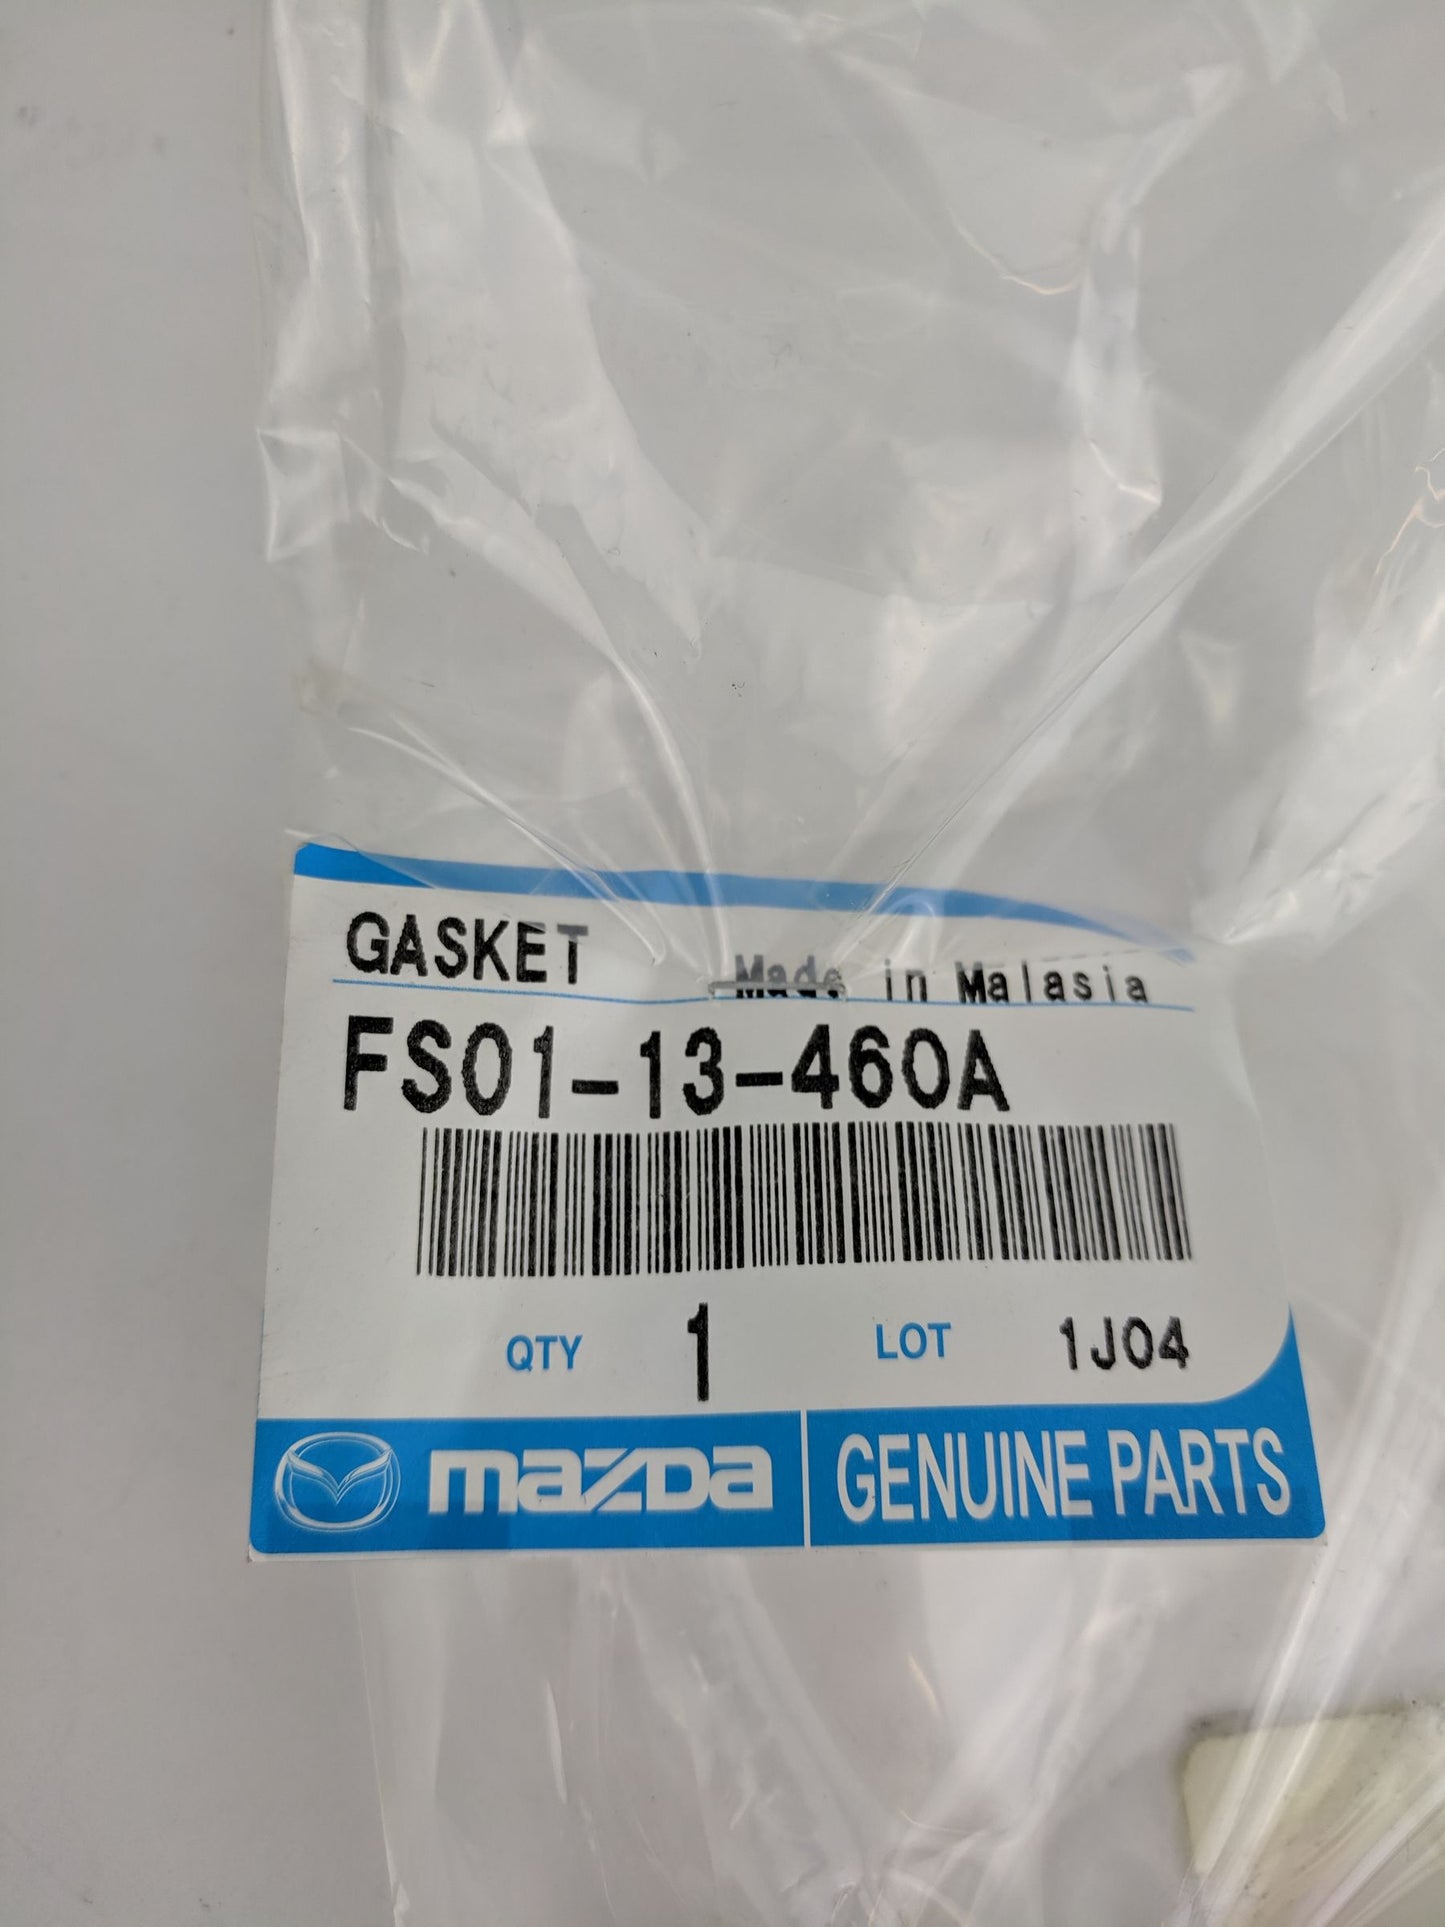 GASKET
Made in Malasia
FS01-13-460A
QTY 1 LOT 1J04
mazda GENUINE PARTS